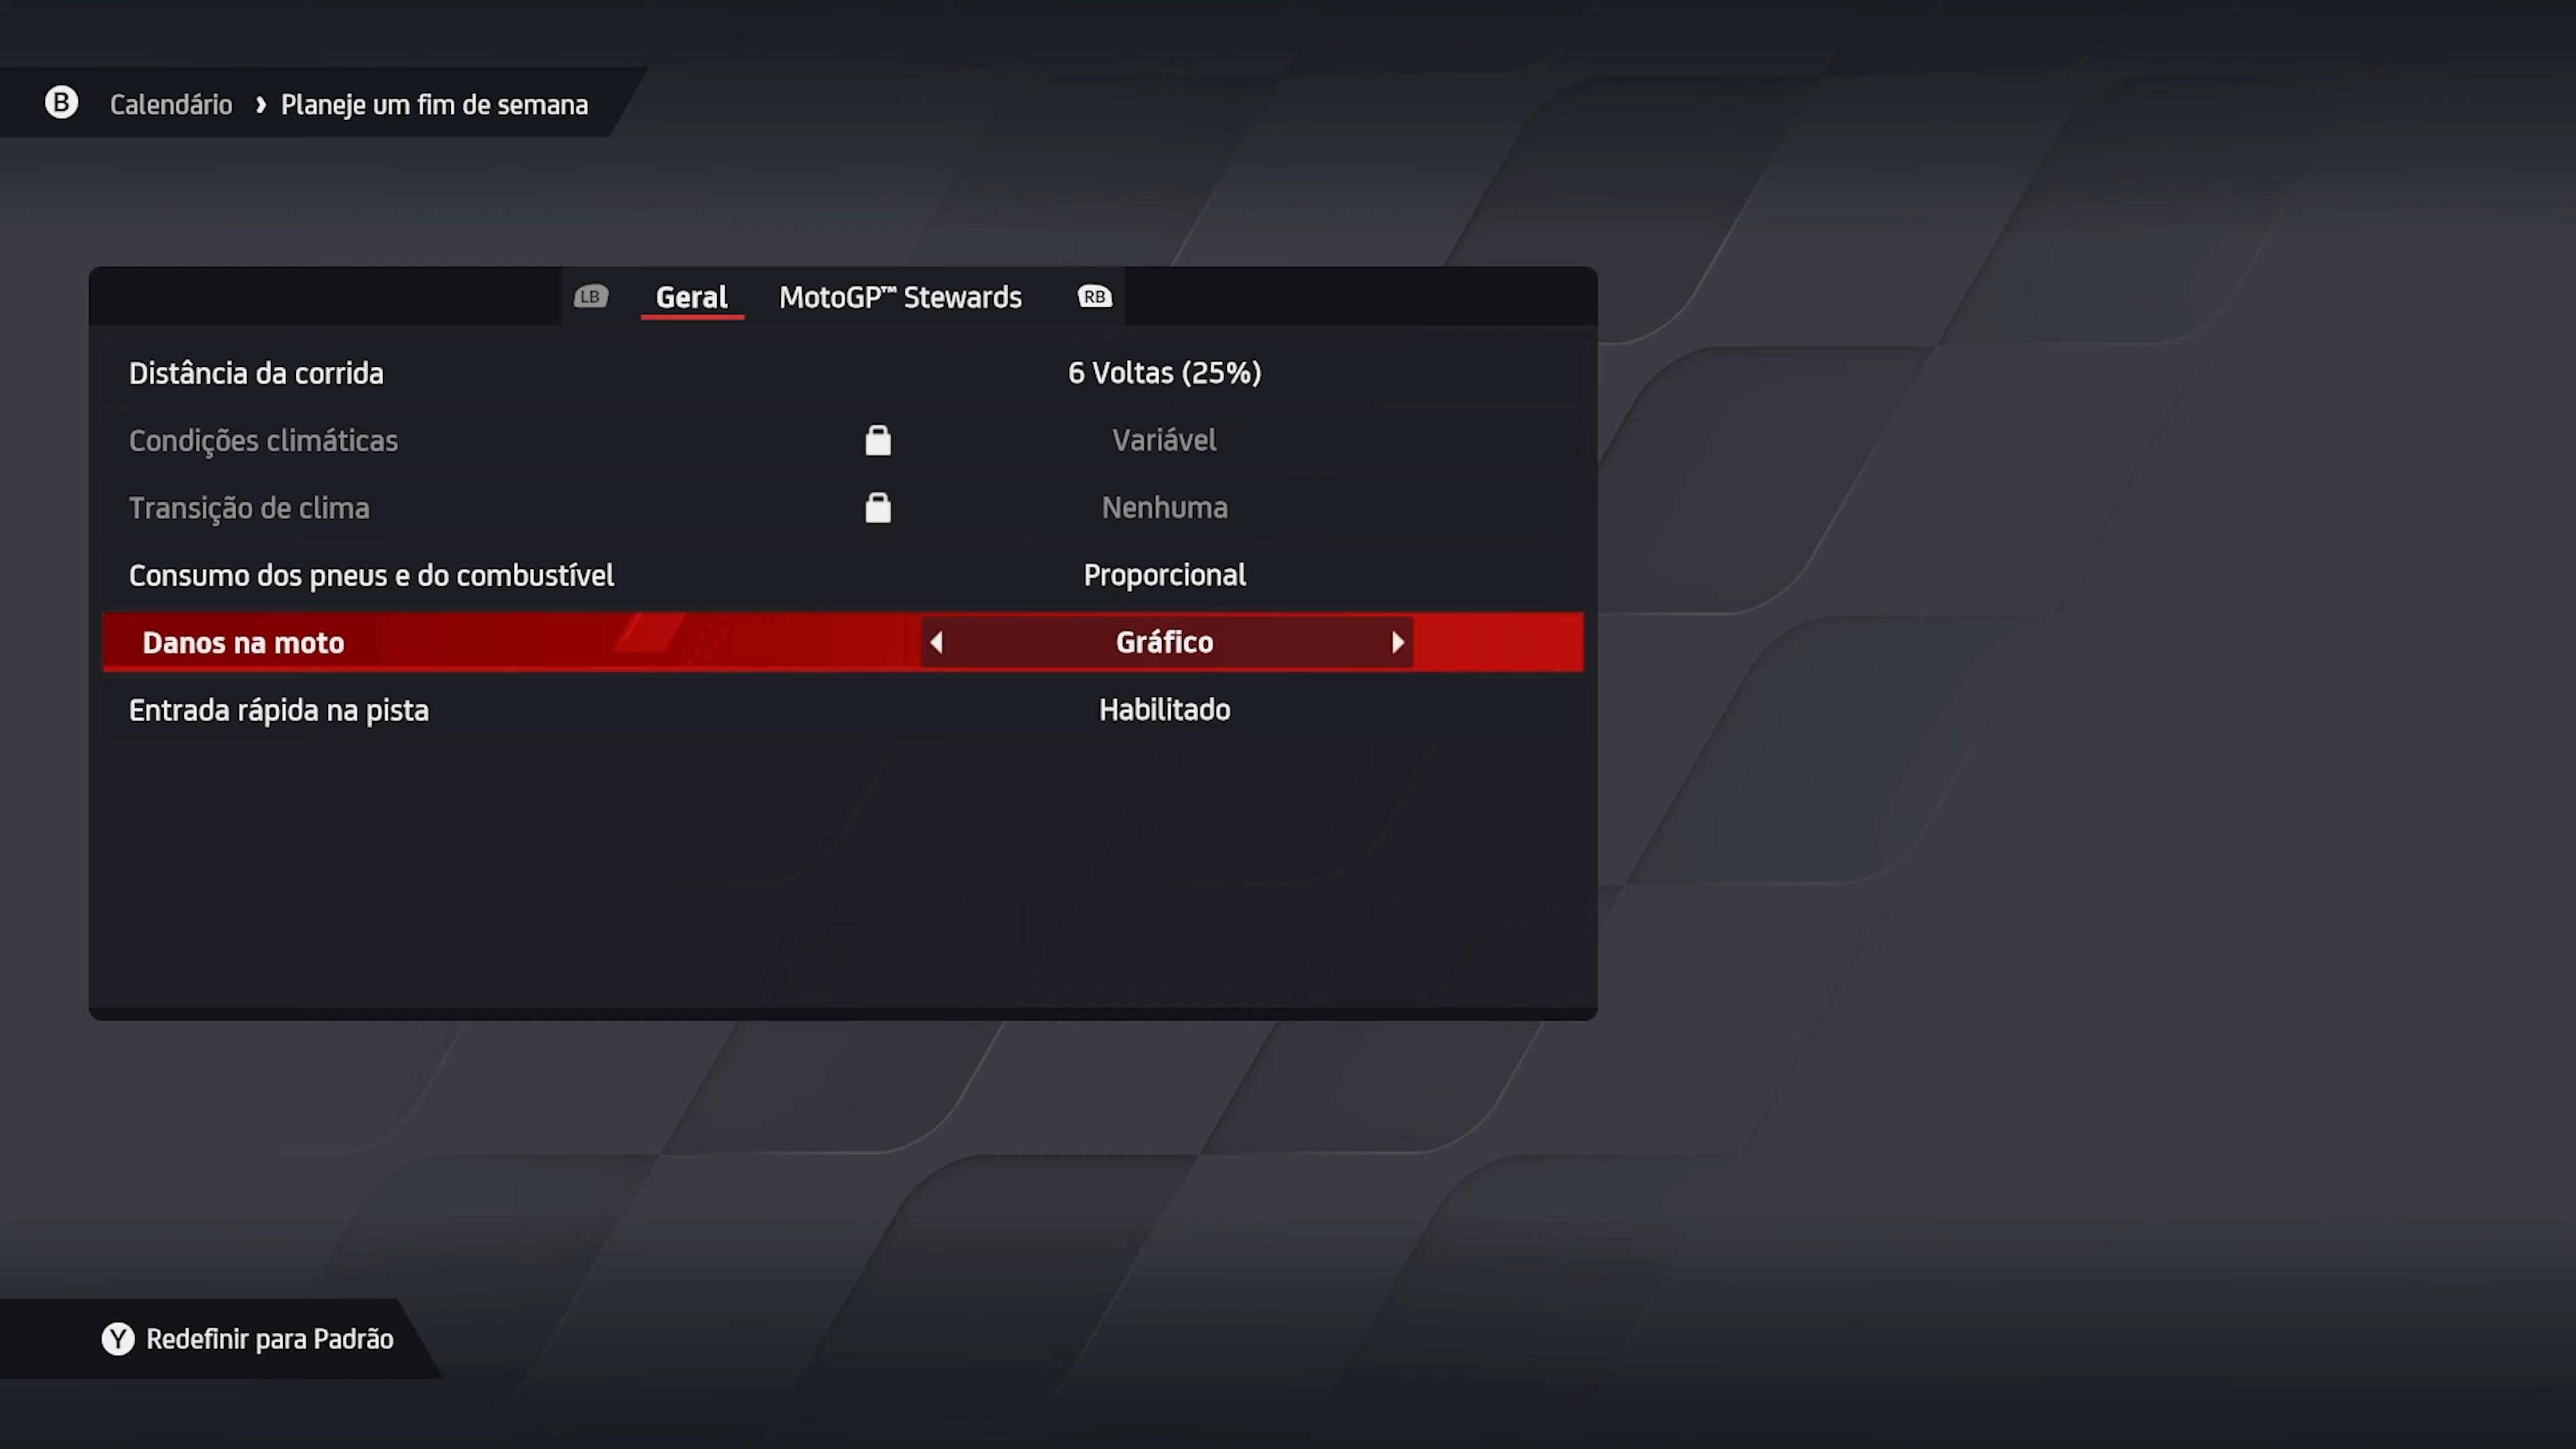 B Calendário › Planeje um fim de semana
LB Geral MotoGP™ Stewards RB
Distância da corrida 6 Voltas (25%)
Condições climáticas Variável
Transição de clima Nenhuma
Consumo dos pneus e do combustível Proporcional
Danos na moto Gráfico
Entrada rápida na pista Habilitado
Y Redefinir para Padrão